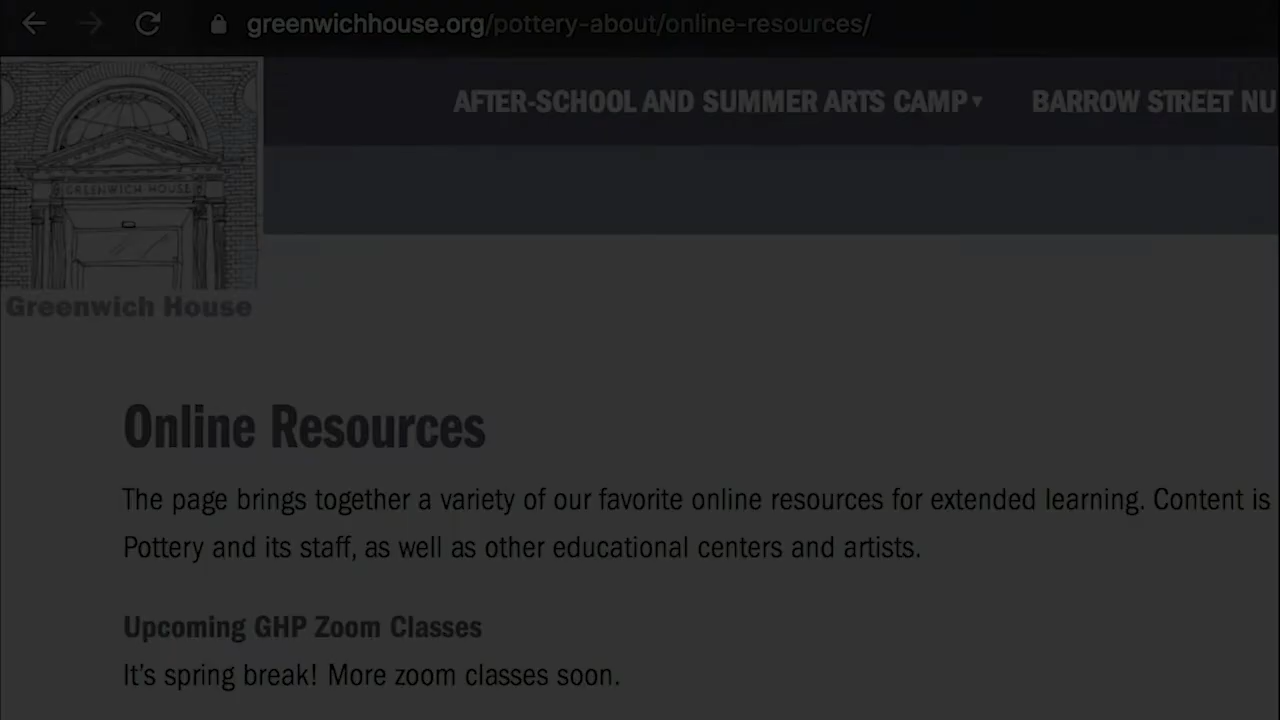 greenwichhouse.org/pottery-about/online-resources/
AFTER-SCHOOL AND SUMMER ARTS CAMP▾ BARROW STREET NU
GREENWICH HOUSE
Greenwich House
Online Resources
The page brings together a variety of our favorite online resources for extended learning. Content is
Pottery and its staff, as well as other educational centers and artists.
Upcoming GHP Zoom Classes
It's spring break! More zoom classes soon.